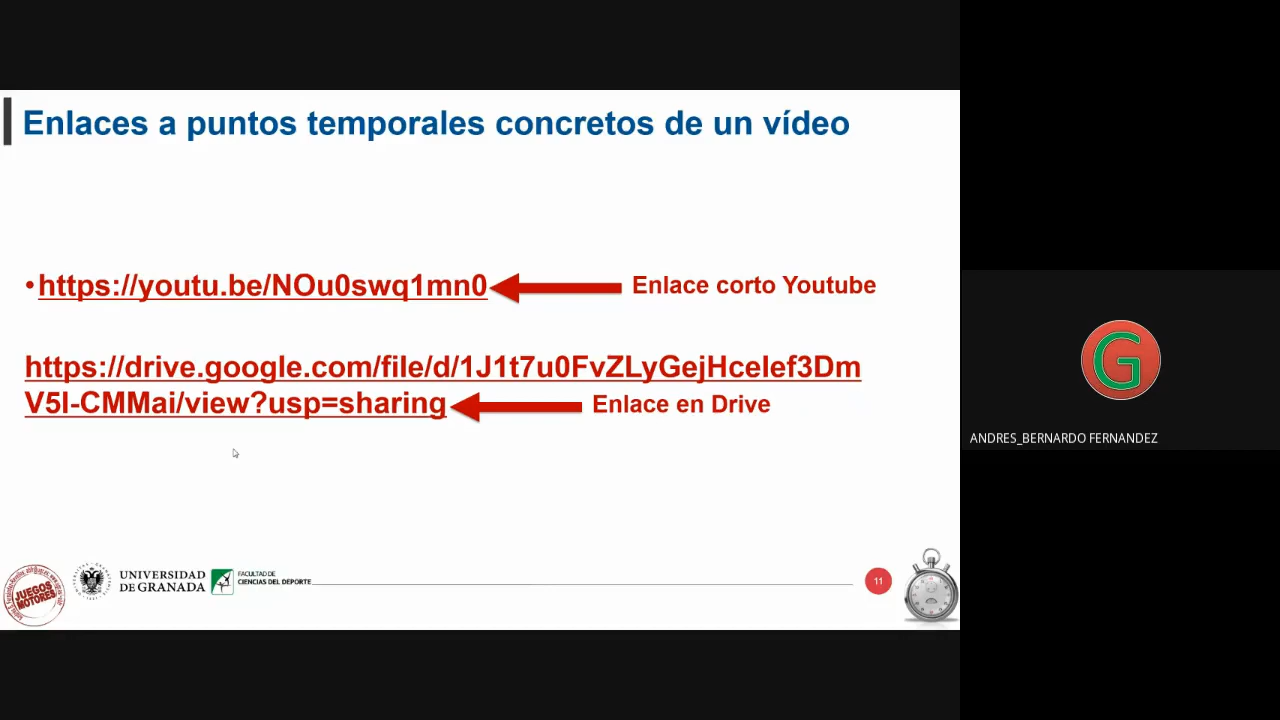 Enlaces a puntos temporales concretos de un vídeo
•https://youtu.be/NOu0swq1mn0
Enlace corto Youtube
https://drive.google.com/file/d/1J1t7u0FvZLyGejHcelef3Dm
V5l-CMMai/view?usp=sharing
Enlace en Drive
G
ANDRES_BERNARDO FERNANDEZ
JUEGOS
MOTORES
UNIVERSIDAD
DE GRANADA
FACULTAD DE
CIENCIAS DEL DEPORTE
11